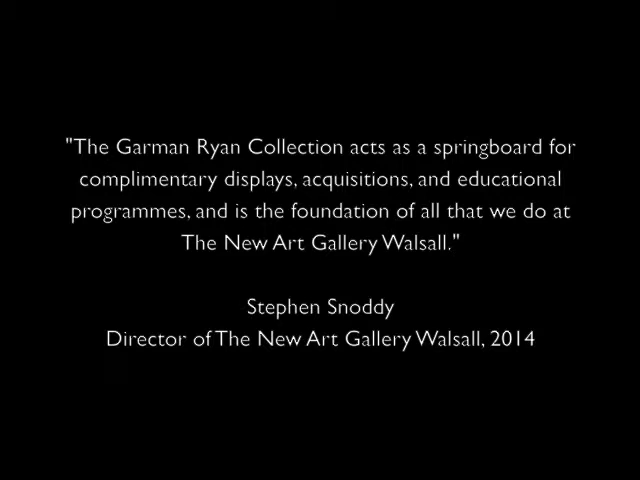 "The Garman Ryan Collection acts as a springboard for
complimentary displays, acquisitions, and educational
programmes, and is the foundation of all that we do at
The New Art Gallery Walsall."
Stephen Snoddy
Director of The New Art Gallery Walsall, 2014